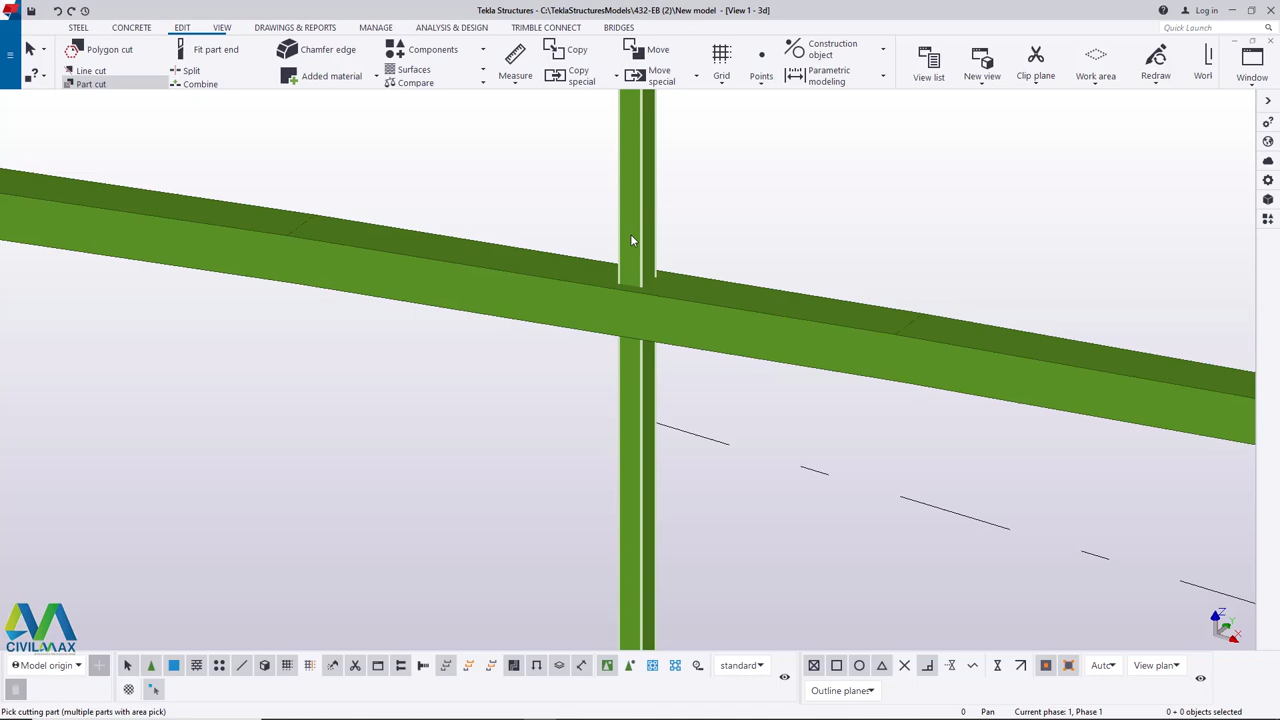 Tekla Structures - C:\TeklaStructuresModels\432-EB (2)\New model - [View 1 - 3d]
Log in
STEEL CONCRETE EDIT VIEW DRAWINGS & REPORTS MANAGE ANALYSIS & DESIGN TRIMBLE CONNECT BRIDGES Quick Launch
Polygon cut Fit part end Chamfer edge Components Copy Move Construction object
Line cut Split Added material Surfaces Measure Copy special Move special Grid Points Parametric modeling View list New view Clip plane Work area Redraw Worl Window
Part cut Combine Compare
CIVILMAX
Z
Y
X
Model origin standard Auto View plan
Outline planes
Pick cutting part (multiple parts with area pick) 0 Pan Current phase: 1, Phase 1 0 + 0 objects selected